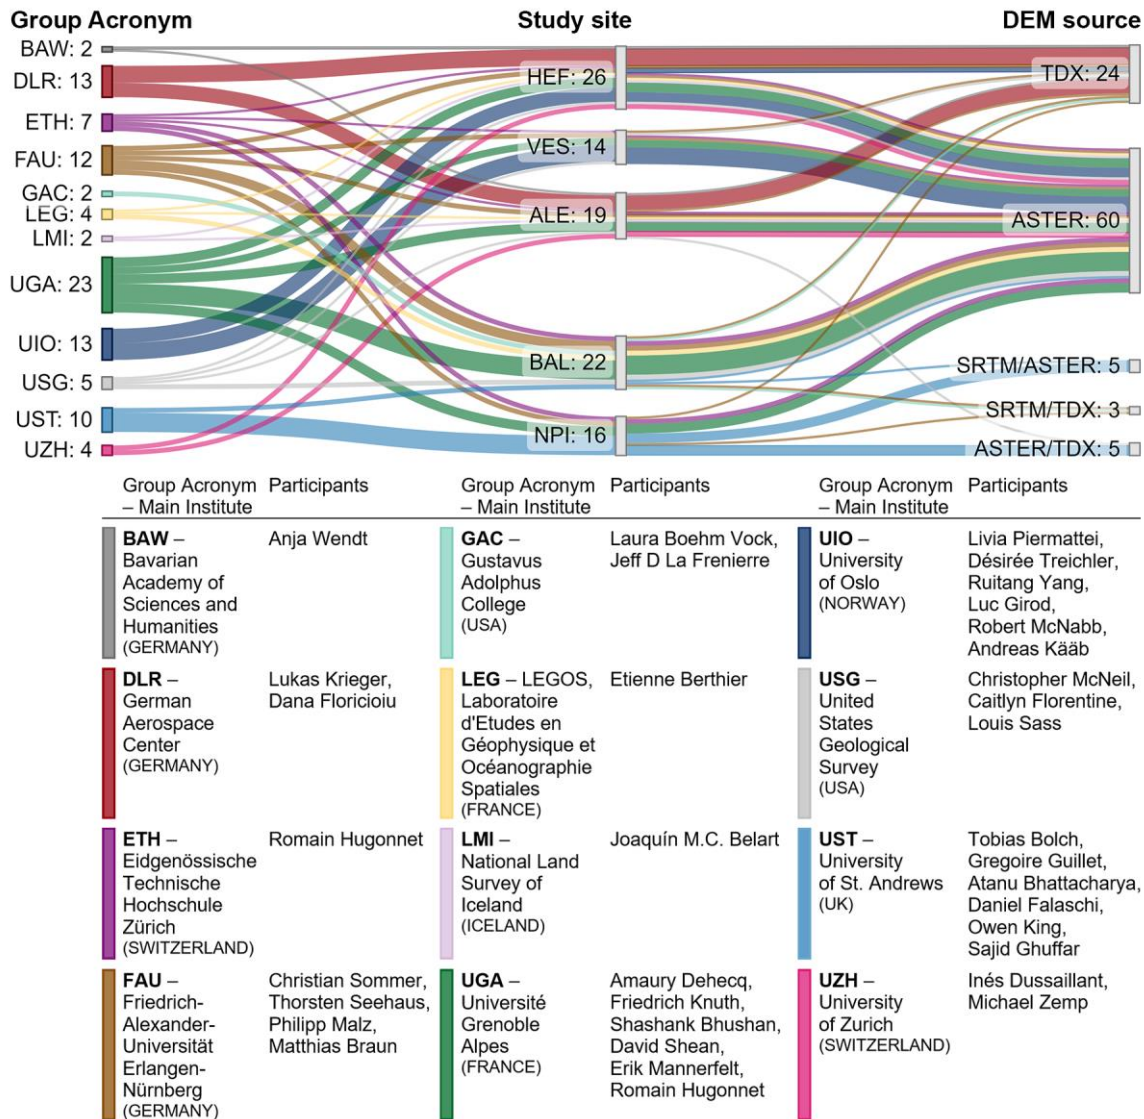 Group Acronym
Study site
DEM source
BAW: 2
DLR: 13
ETH: 7
FAU: 12
GAC: 2
LEG: 4
LMI: 2
UGA: 23
UIO: 13
USG: 5
UST: 10
UZH: 4
HEF: 26
VES: 14
ALE: 19
BAL: 22
NPI: 16
TDX: 24
ASTER: 60
SRTM/ASTER: 5
SRTM/TDX: 3
ASTER/TDX: 5
Group Acronym
– Main Institute
Participants
BAW –
Bavarian
Academy of
Sciences and
Humanities
(GERMANY)
Anja Wendt
DLR –
German
Aerospace
Center
(GERMANY)
Lukas Krieger,
Dana Floricioiu
ETH –
Eidgenössische
Technische
Hochschule
Zürich
(SWITZERLAND)
Romain Hugonnet
FAU –
Friedrich-
Alexander-
Universität
Erlangen-
Nürnberg
(GERMANY)
Christian Sommer,
Thorsten Seehaus,
Philipp Malz,
Matthias Braun
Group Acronym
– Main Institute
Participants
GAC –
Gustavus
Adolphus
College
(USA)
Laura Boehm Vock,
Jeff D La Frenierre
LEG – LEGOS,
Laboratoire
d'Etudes en
Géophysique et
Océanographie
Spatiales
(FRANCE)
Etienne Berthier
LMI –
National Land
Survey of
Iceland
(ICELAND)
Joaquín M.C. Belart
UGA –
Université
Grenoble
Alpes
(FRANCE)
Amaury Dehecq,
Friedrich Knuth,
Shashank Bhushan,
David Shean,
Erik Mannerfelt,
Romain Hugonnet
Group Acronym
– Main Institute
Participants
UIO –
University
of Oslo
(NORWAY)
Livia Piermattei,
Désirée Treichler,
Ruitang Yang,
Luc Girod,
Robert McNabb,
Andreas Kääb
USG –
United
States
Geological
Survey
(USA)
Christopher McNeil,
Caitlyn Florentine,
Louis Sass
UST –
University
of St. Andrews
(UK)
Tobias Bolch,
Gregoire Guillet,
Atanu Bhattacharya,
Daniel Falaschi,
Owen King,
Sajid Ghuffar
UZH –
University
of Zurich
(SWITZERLAND)
Inés Dussaillant,
Michael Zemp